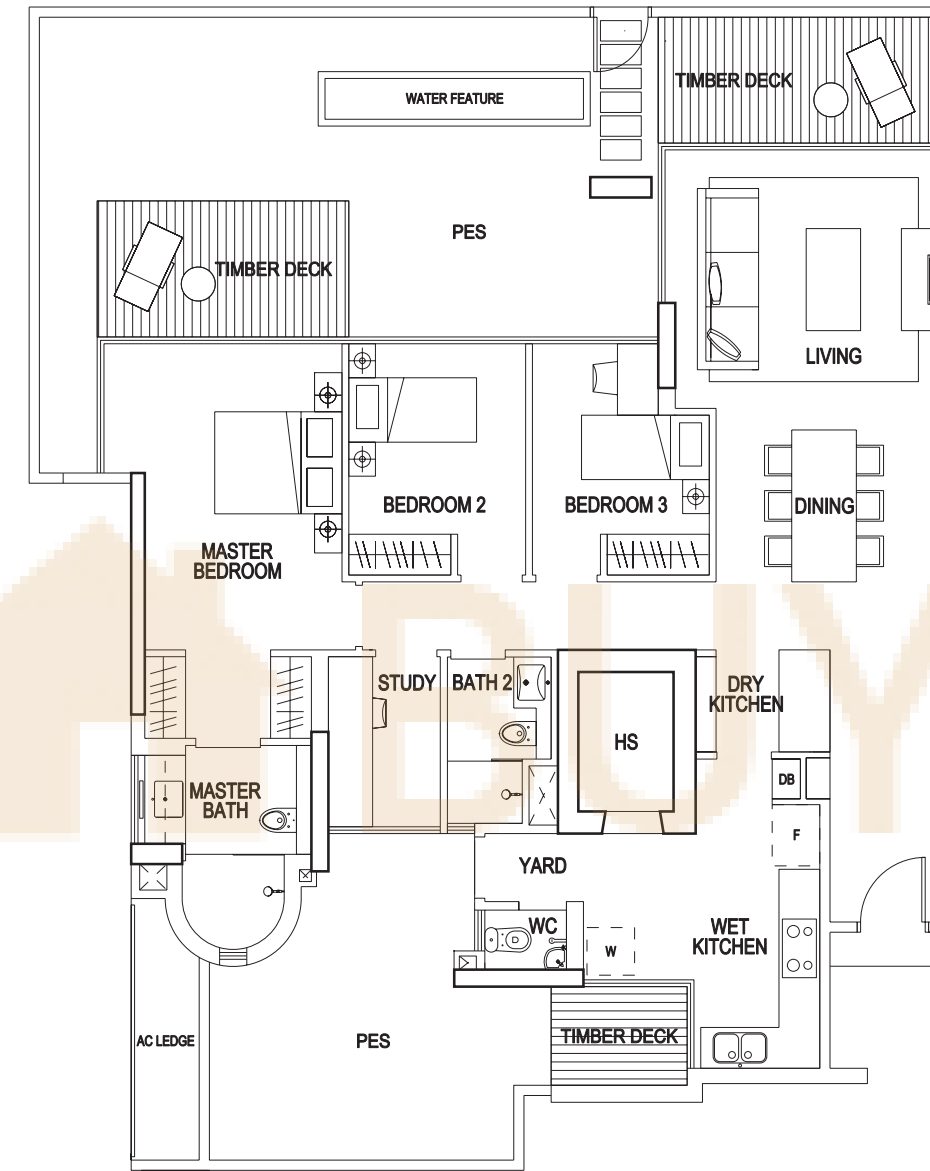 WATER FEATURE
TIMBER DECK
PES
TIMBER DECK
LIVING
BEDROOM 2
BEDROOM 3
DINING
MASTER
BEDROOM
STUDY
BATH 2
DRY
KITCHEN
HS
DB
MASTER
BATH
F
YARD
WC
D
W
WET
KITCHEN
AC LEDGE
PES
TIMBER DECK
BUY